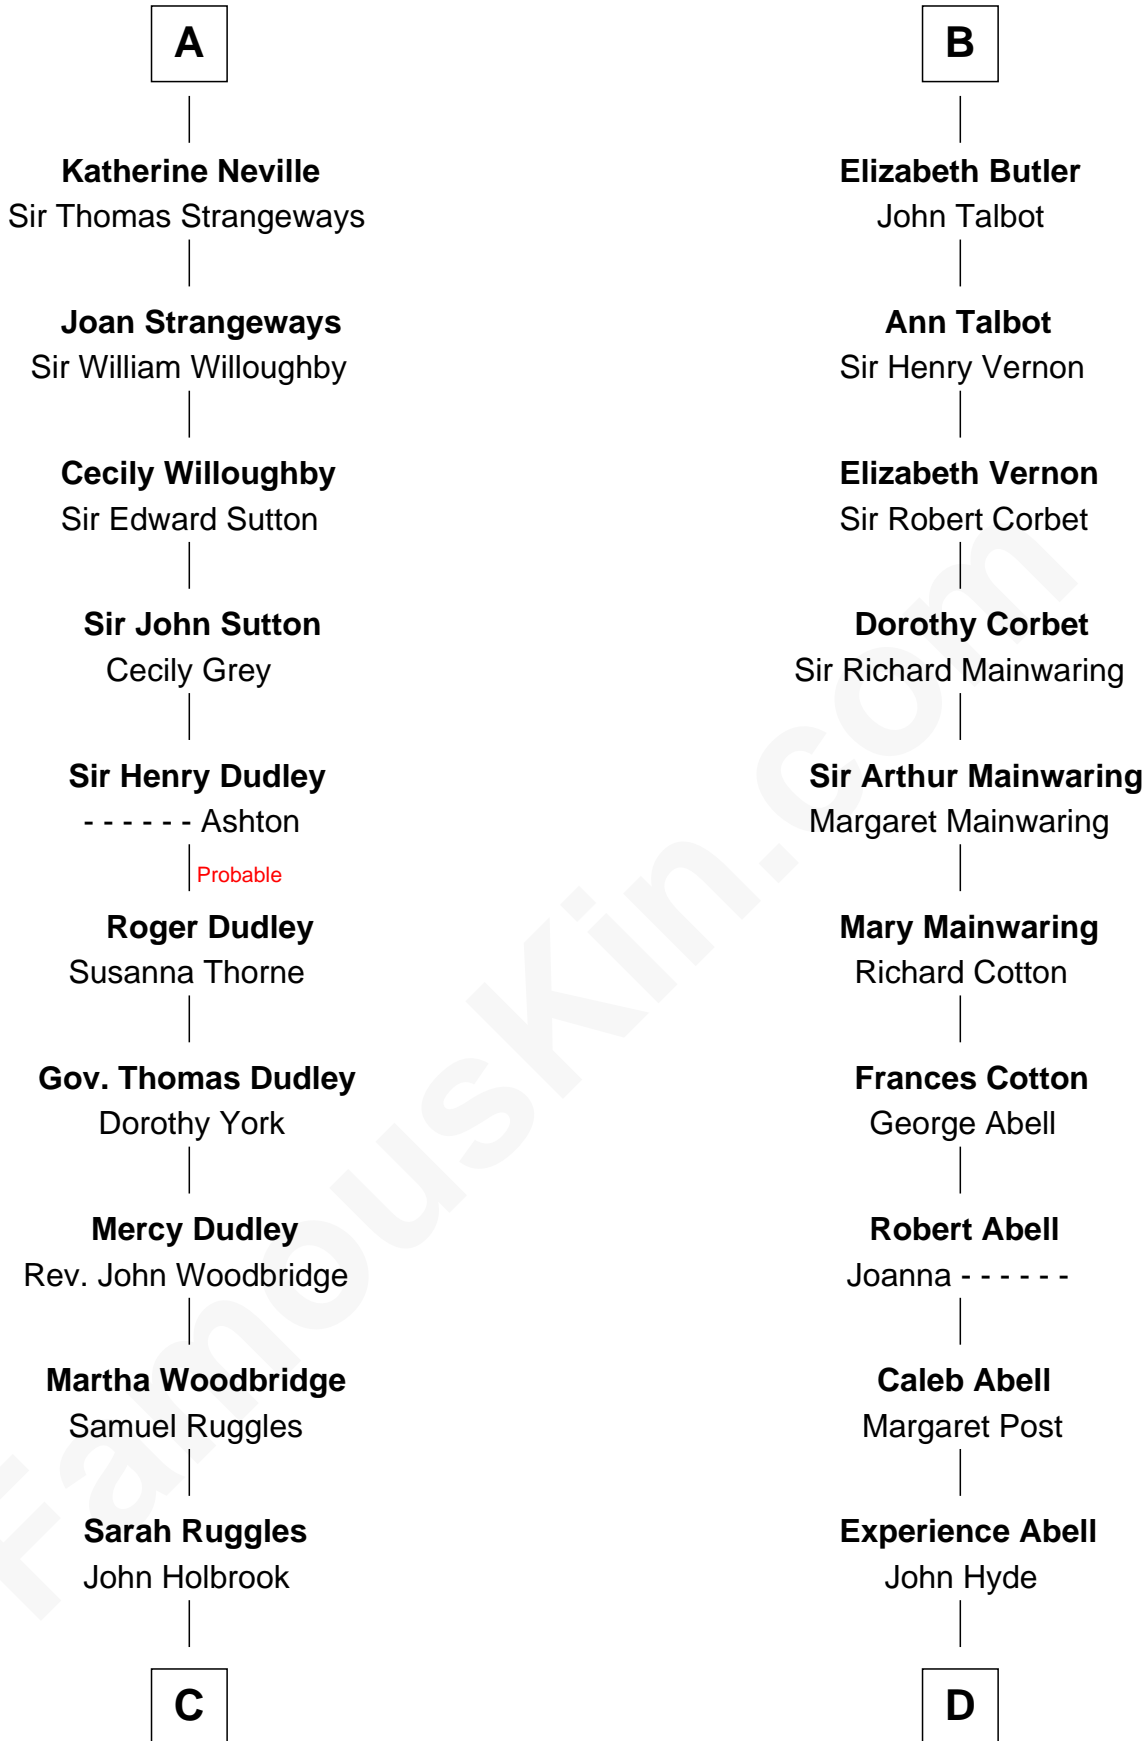 A
Katherine Neville
Sir Thomas Strangeways
Joan Strangeways
Sir William Willoughby
Cecily Willoughby
Sir Edward Sutton
Sir John Sutton
Cecily Grey
Sir Henry Dudley
- - - - - - Ashton
Probable
Roger Dudley
Susanna Thorne
Gov. Thomas Dudley
Dorothy York
Mercy Dudley
Rev. John Woodbridge
Martha Woodbridge
Samuel Ruggles
Sarah Ruggles
John Holbrook
C
B
Elizabeth Butler
John Talbot
Ann Talbot
Sir Henry Vernon
Elizabeth Vernon
Sir Robert Corbet
Dorothy Corbet
Sir Richard Mainwaring
Sir Arthur Mainwaring
Margaret Mainwaring
Mary Mainwaring
Richard Cotton
Frances Cotton
George Abell
Robert Abell
Joanna - - - - - -
Caleb Abell
Margaret Post
Experience Abell
John Hyde
D
FamousKin.com